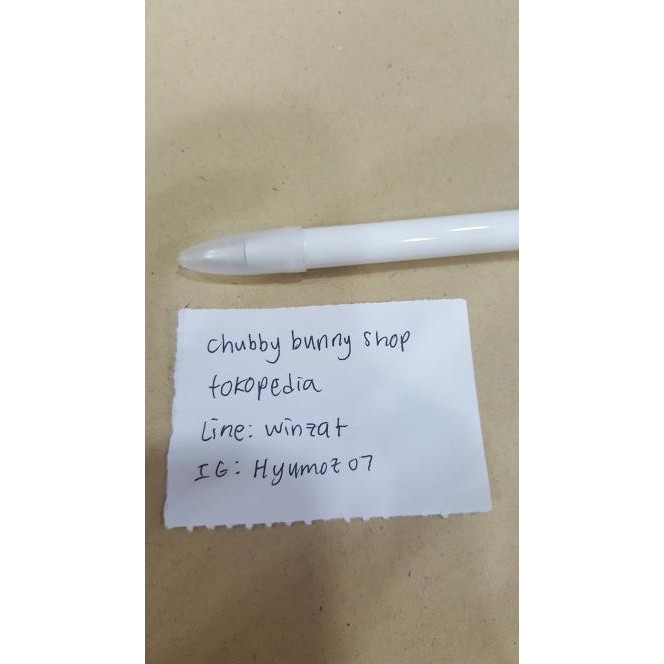 chubby bunny shop
tokopedia
Line: winzat
IG: Hyumoz07